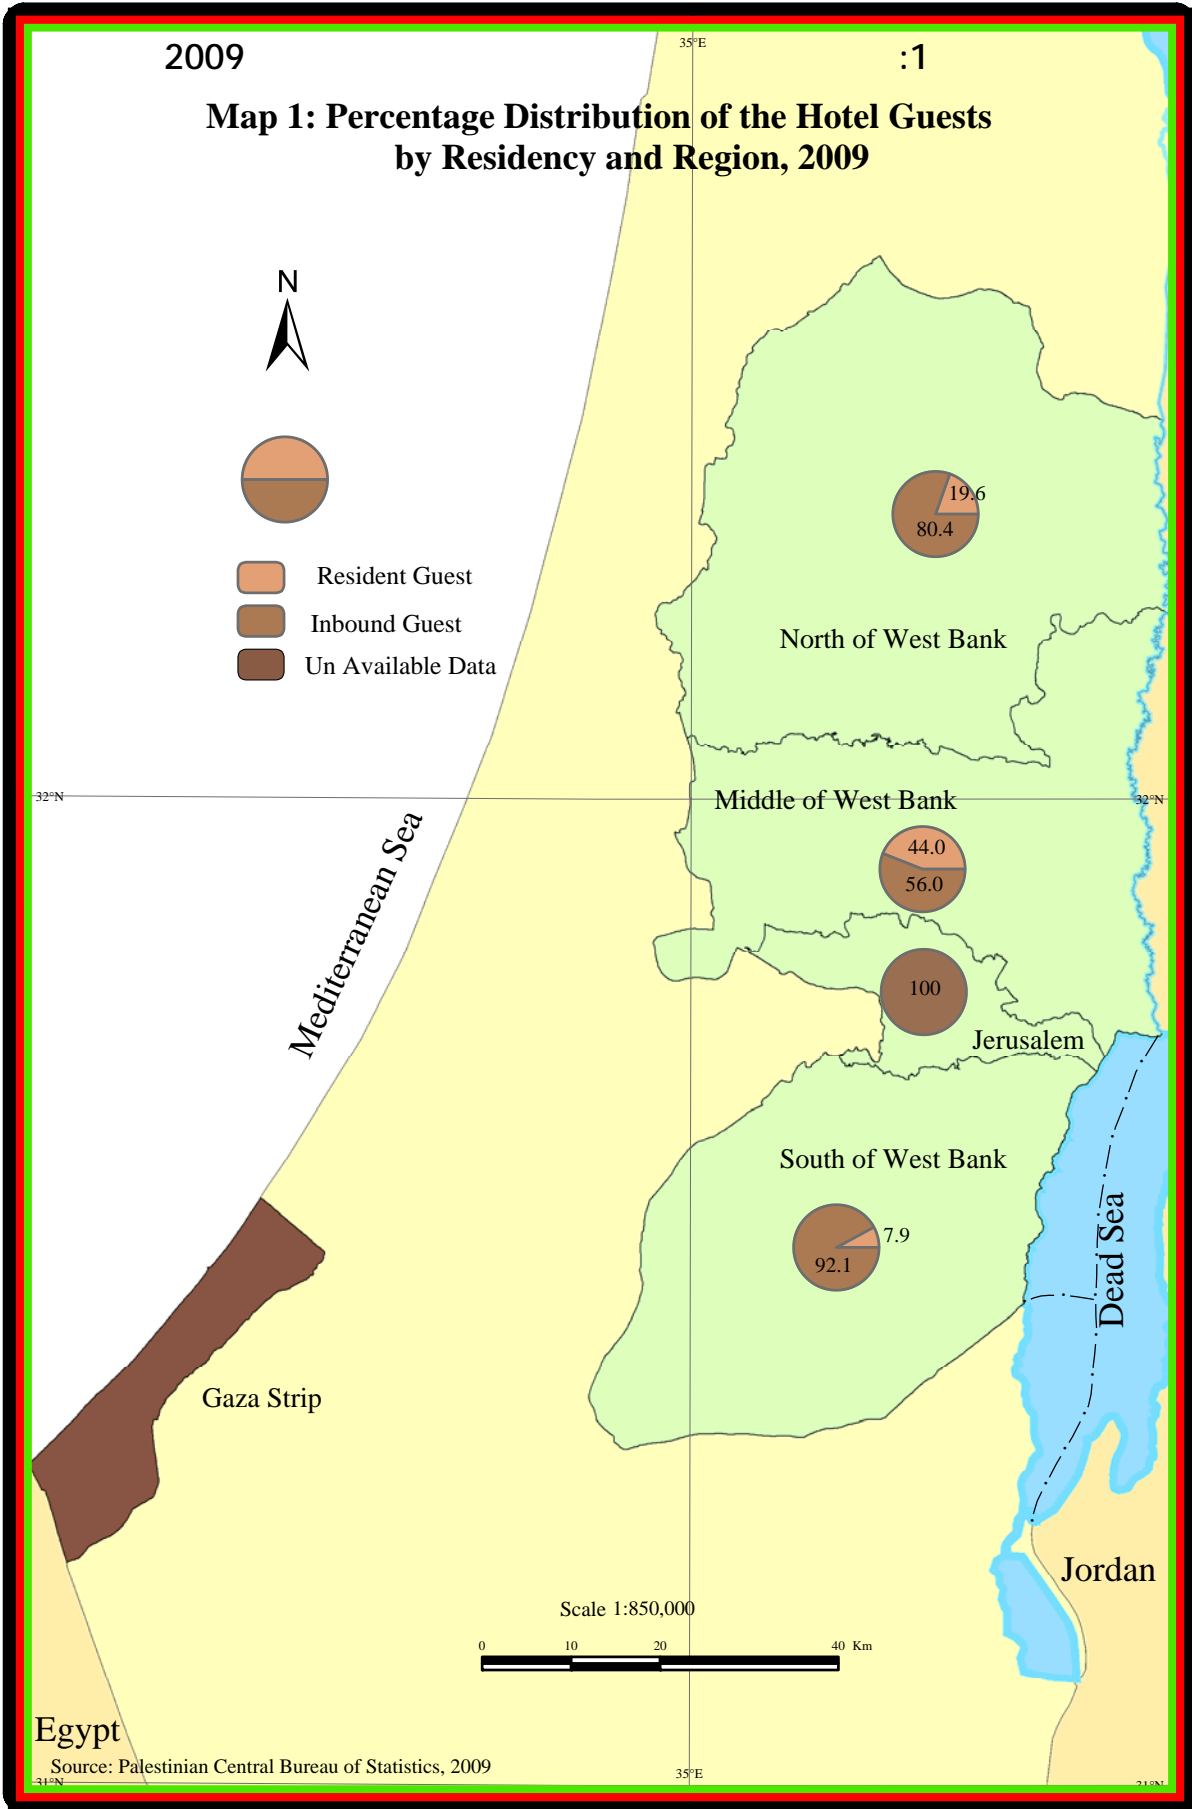 2009 :1
35°E
Map 1: Percentage Distribution of the Hotel Guests
by Residency and Region, 2009
N
19.6
80.4
Resident Guest
Inbound Guest
Un Available Data
North of West Bank
32°N
Middle of West Bank
32°N
44.0
56.0
Mediterranean Sea
100
Jerusalem
South of West Bank
7.9
92.1
Dead Sea
Gaza Strip
Jordan
Scale 1:850,000
0 10 20 40 Km
Egypt
Source: Palestinian Central Bureau of Statistics, 2009
35°E
31°N
31°N